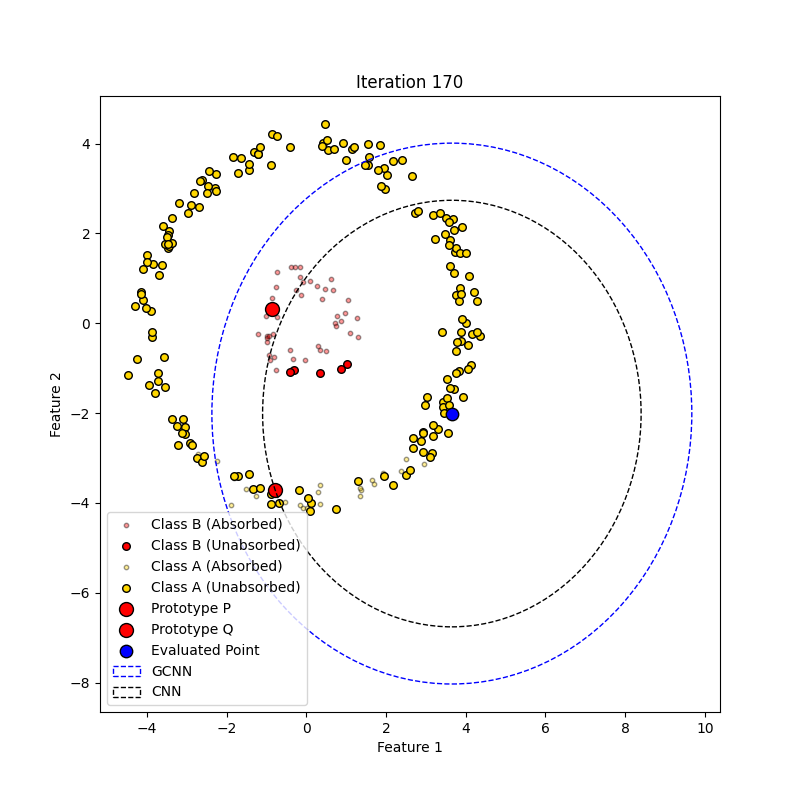 Iteration 170
4
2
0
−2
−4
−6
−8
Feature 2
Class B (Absorbed)
Class B (Unabsorbed)
Class A (Absorbed)
Class A (Unabsorbed)
Prototype P
Prototype Q
Evaluated Point
GCNN
CNN
−4 −2 0 2 4 6 8 10
Feature 1